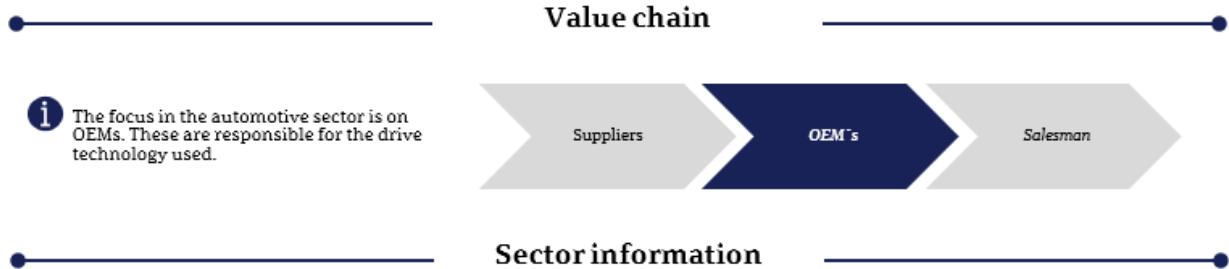 Value chain
The focus in the automotive sector is on
OEMs. These are responsible for the drive
technology used.
Suppliers
OEM¨s
Salesman
Sector information